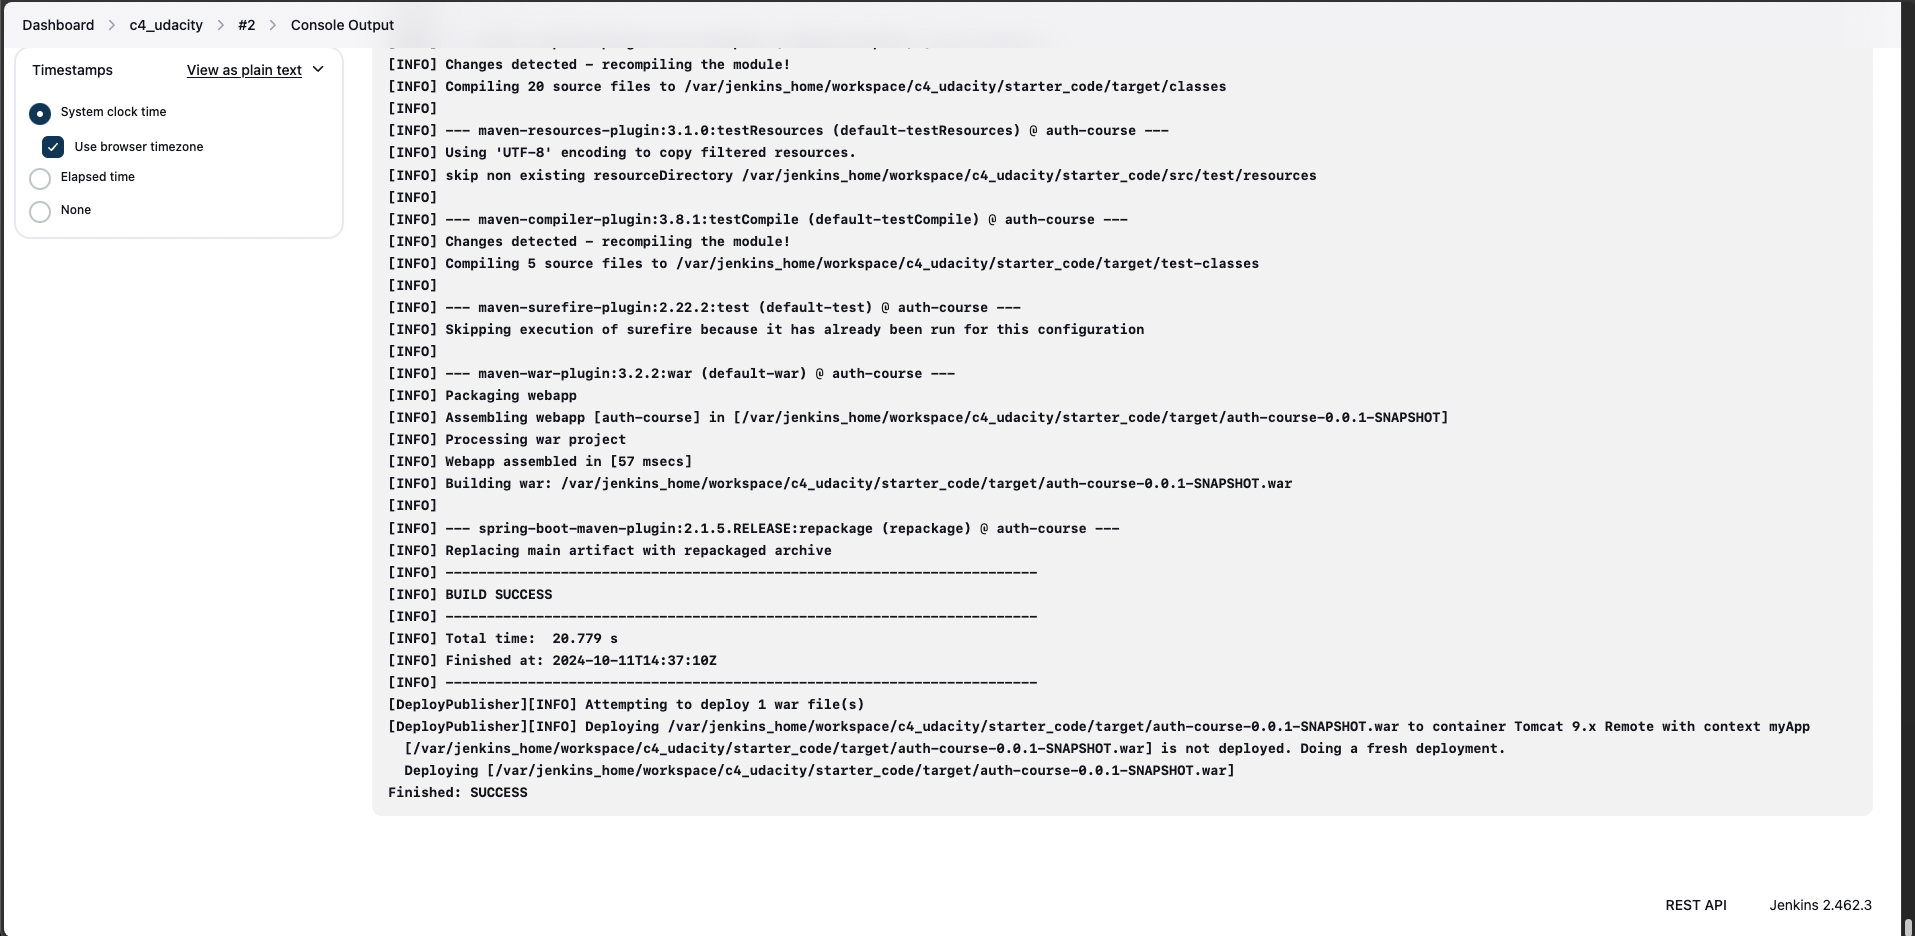 Dashboard > c4_udacity > #2 > Console Output
Timestamps View as plain text
System clock time
Use browser timezone
Elapsed time
None
[INFO] Changes detected - recompiling the module!
[INFO] Compiling 20 source files to /var/jenkins_home/workspace/c4_udacity/starter_code/target/classes
[INFO]
[INFO] --- maven-resources-plugin:3.1.0:testResources (default-testResources) @ auth-course ---
[INFO] Using 'UTF-8' encoding to copy filtered resources.
[INFO] skip non existing resourceDirectory /var/jenkins_home/workspace/c4_udacity/starter_code/src/test/resources
[INFO]
[INFO] --- maven-compiler-plugin:3.8.1:testCompile (default-testCompile) @ auth-course ---
[INFO] Changes detected - recompiling the module!
[INFO] Compiling 5 source files to /var/jenkins_home/workspace/c4_udacity/starter_code/target/test-classes
[INFO]
[INFO] --- maven-surefire-plugin:2.22.2:test (default-test) @ auth-course ---
[INFO] Skipping execution of surefire because it has already been run for this configuration
[INFO]
[INFO] --- maven-war-plugin:3.2.2:war (default-war) @ auth-course ---
[INFO] Packaging webapp
[INFO] Assembling webapp [auth-course] in [/var/jenkins_home/workspace/c4_udacity/starter_code/target/auth-course-0.0.1-SNAPSHOT]
[INFO] Processing war project
[INFO] Webapp assembled in [57 msecs]
[INFO] Building war: /var/jenkins_home/workspace/c4_udacity/starter_code/target/auth-course-0.0.1-SNAPSHOT.war
[INFO]
[INFO] --- spring-boot-maven-plugin:2.1.5.RELEASE:repackage (repackage) @ auth-course ---
[INFO] Replacing main artifact with repackaged archive
[INFO] ------------------------------------------------------------------------
[INFO] BUILD SUCCESS
[INFO] ------------------------------------------------------------------------
[INFO] Total time:  20.779 s
[INFO] Finished at: 2024-10-11T14:37:10Z
[INFO] ------------------------------------------------------------------------
[DeployPublisher][INFO] Attempting to deploy 1 war file(s)
[DeployPublisher][INFO] Deploying /var/jenkins_home/workspace/c4_udacity/starter_code/target/auth-course-0.0.1-SNAPSHOT.war to container Tomcat 9.x Remote with context myApp
[/var/jenkins_home/workspace/c4_udacity/starter_code/target/auth-course-0.0.1-SNAPSHOT.war] is not deployed. Doing a fresh deployment.
Deploying [/var/jenkins_home/workspace/c4_udacity/starter_code/target/auth-course-0.0.1-SNAPSHOT.war]
Finished: SUCCESS
REST API Jenkins 2.462.3